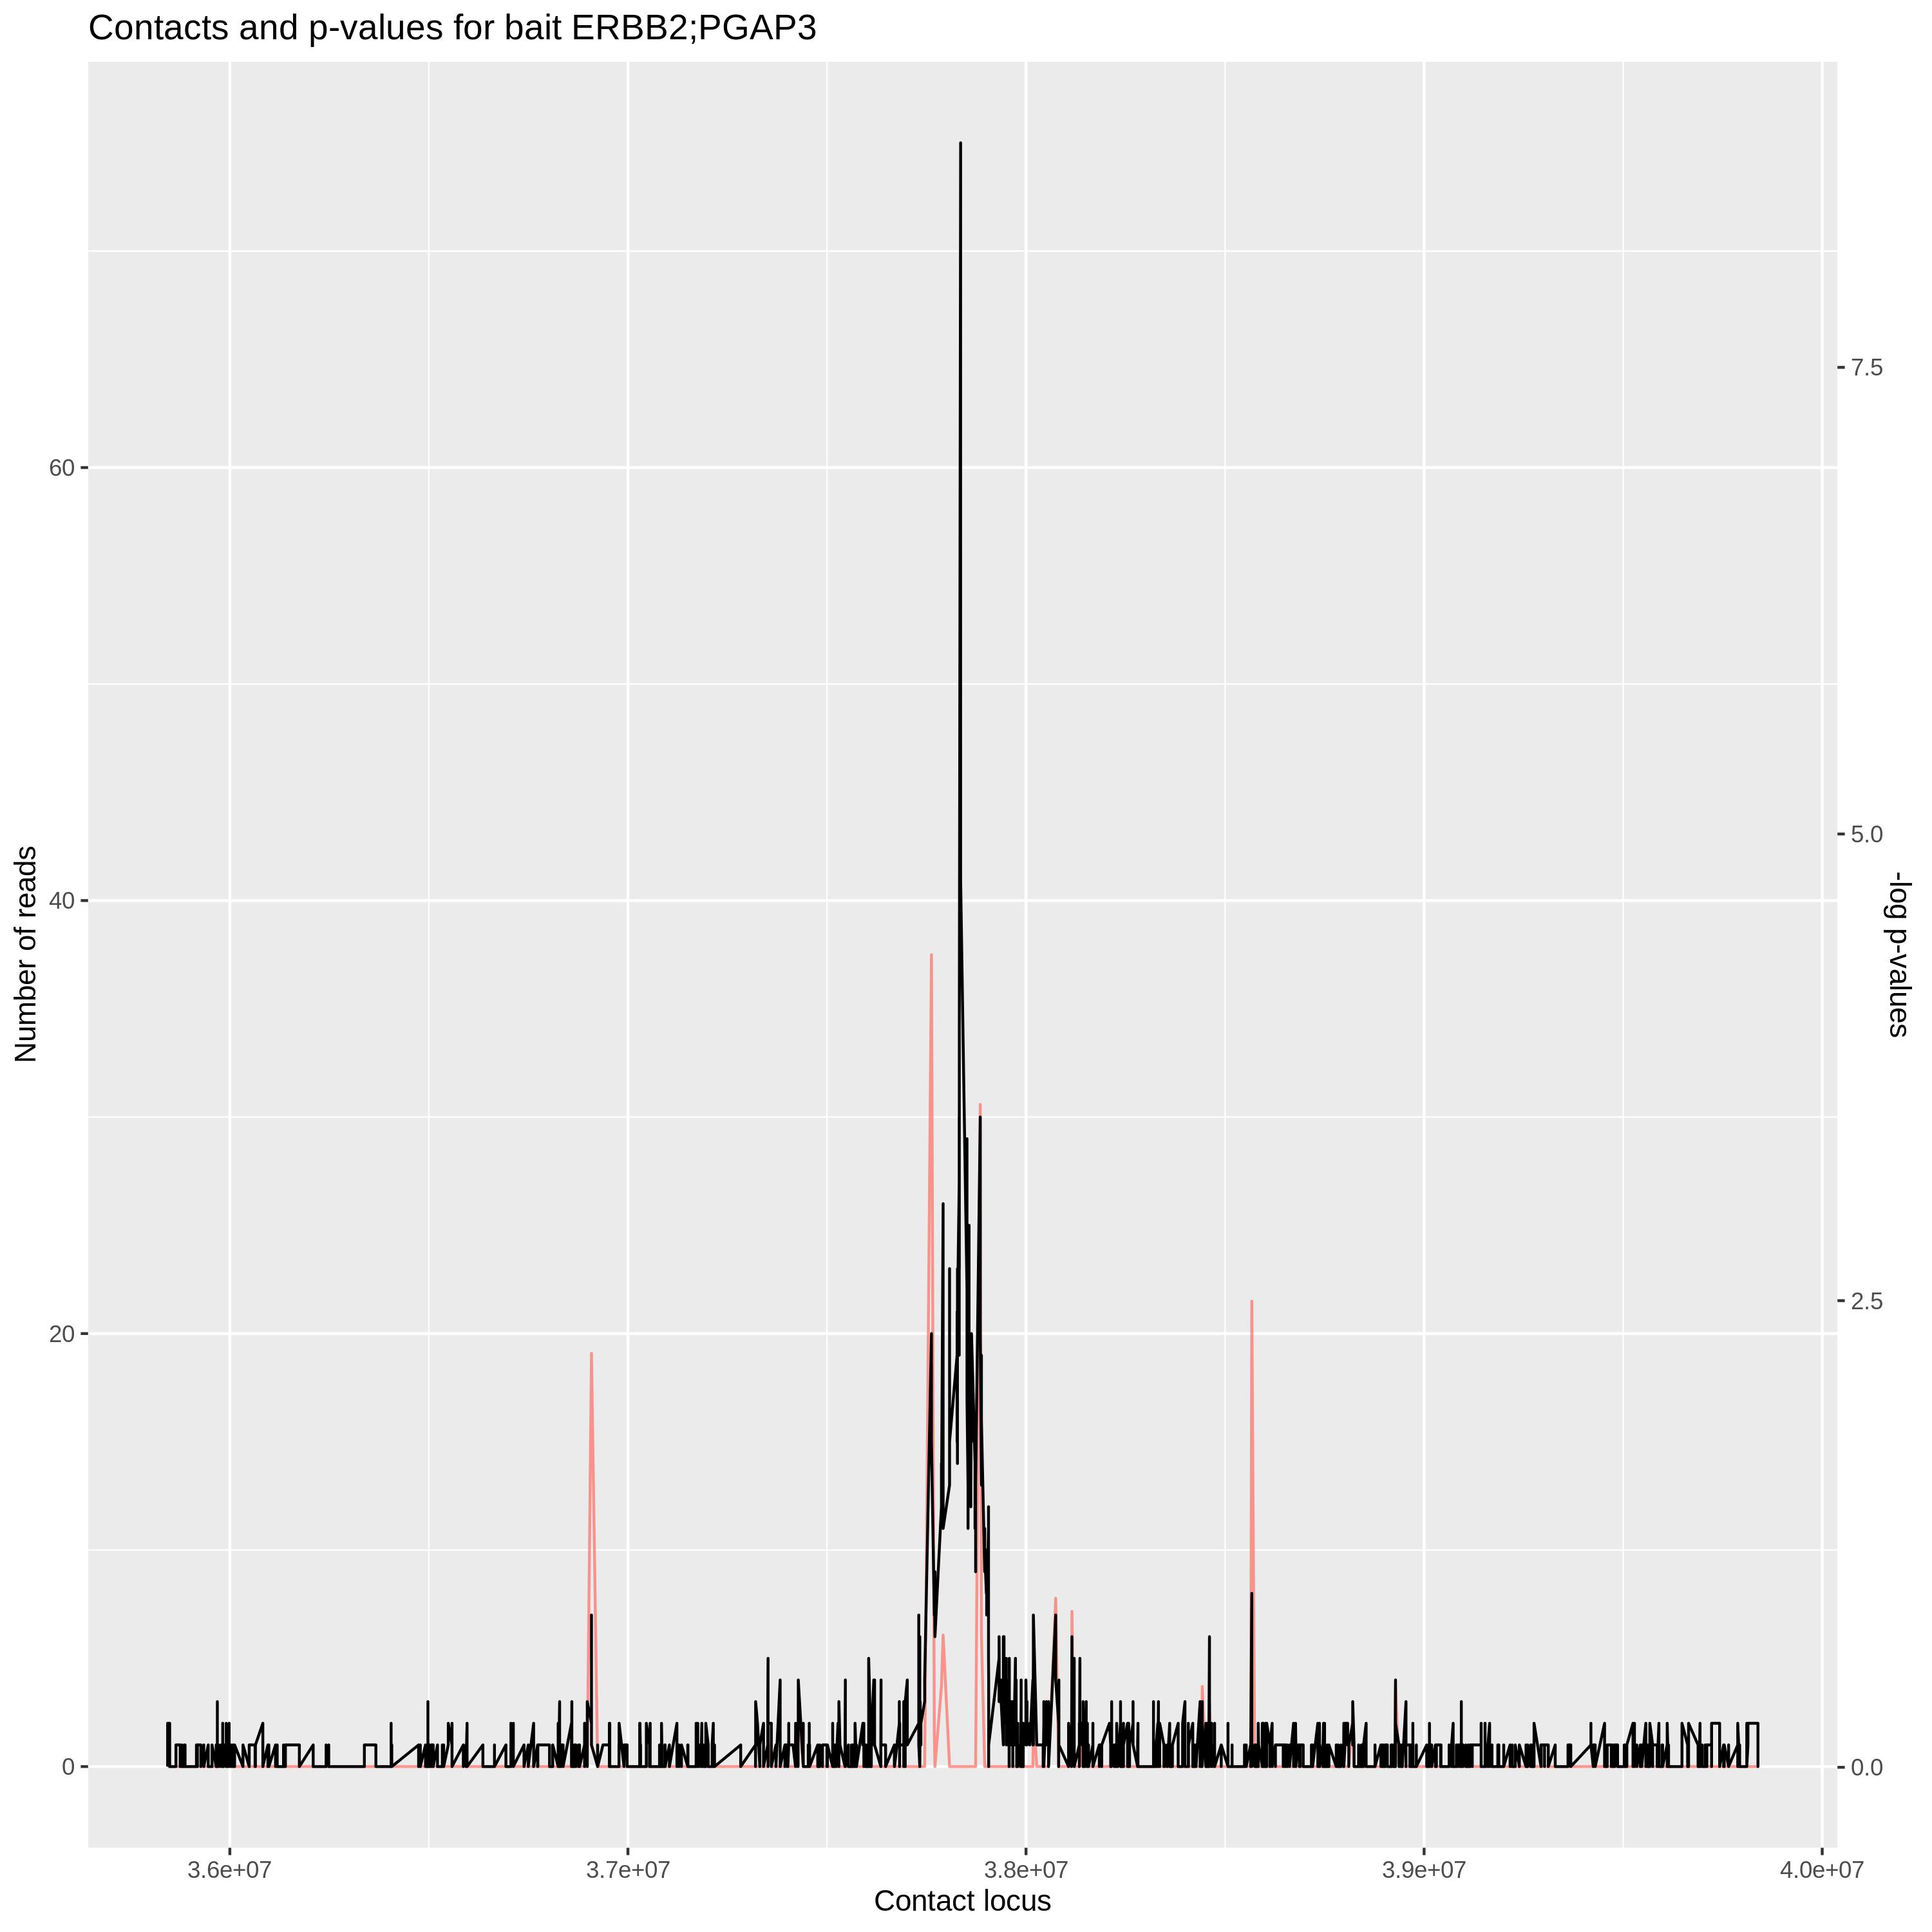 Contacts and p-values for bait ERBB2;PGAP3
Number of reads
60
40
20
0
7.5
5.0
2.5
0.0
-log p-values
3.6e+07
3.7e+07
3.8e+07
3.9e+07
4.0e+07
Contact locus